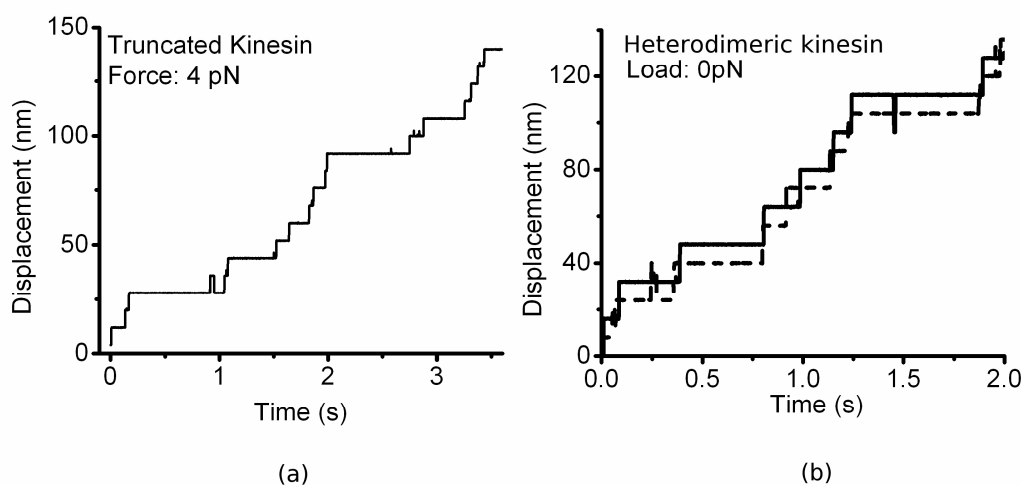 Truncated Kinesin
Force: 4 pN
Displacement (nm)
150
100
50
0
0 1 2 3
Time (s)
(a)
Heterodimeric kinesin
Load: 0pN
Displacement (nm)
120
80
40
0
0.0 0.5 1.0 1.5 2.0
Time (s)
(b)